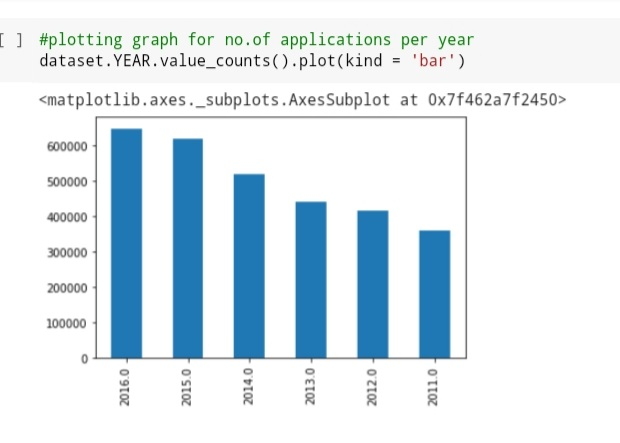 [ ] #plotting graph for no.of applications per year
dataset.YEAR.value_counts().plot(kind = 'bar')
<matplotlib.axes._subplots.AxesSubplot at 0x7f462a7f2450>
600000
500000
400000
300000
200000
100000
0
2016.0 2015.0 2014.0 2013.0 2012.0 2011.0